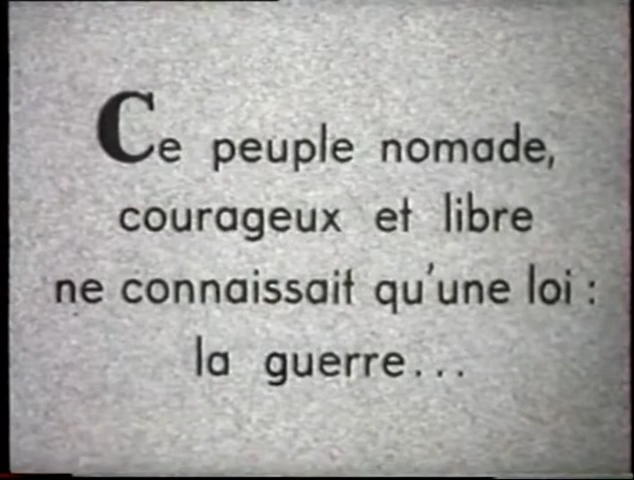 Ce peuple nomade,
courageux et libre
ne connaissait qu'une loi :
la guerre...